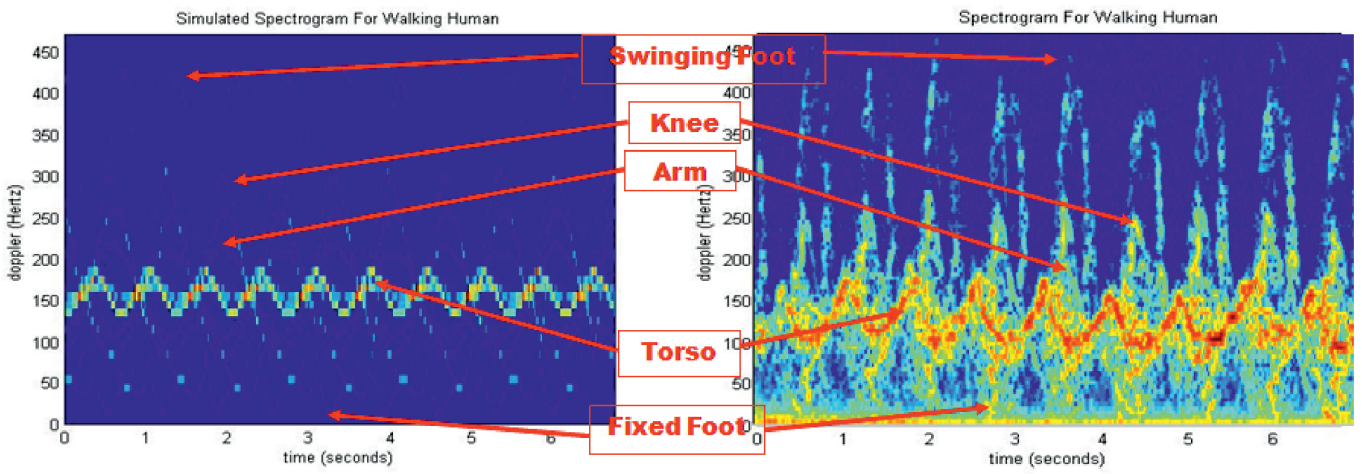 Simulated Spectrogram For Walking Human
450
400
350
300
250
200
150
100
50
0
doppler (Hertz)
0 1 2 3 4 5 6
time (seconds)
Swinging Foot
Knee
Arm
Torso
Fixed Foot
Spectrogram For Walking Human
450
400
350
300
250
200
150
100
50
0
doppler (Hertz)
0 1 2 3 4 5 6
time (seconds)